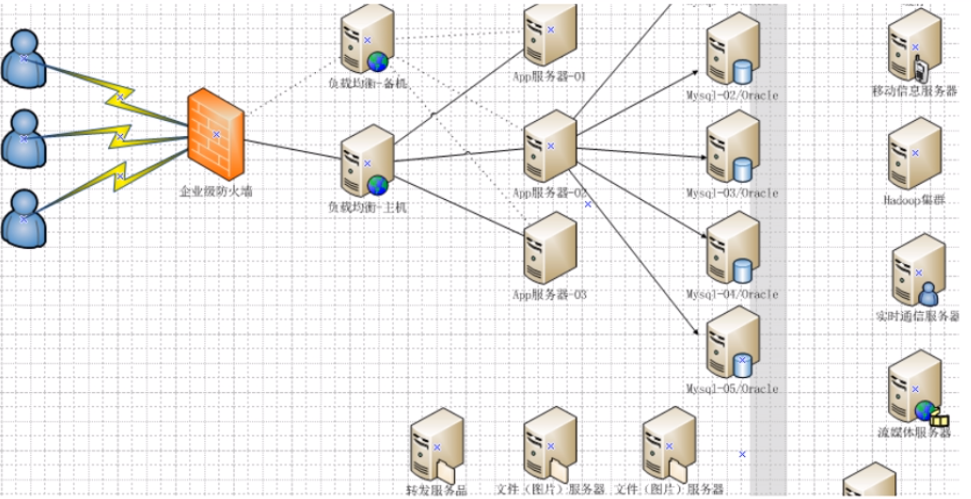 负载均衡-备机
App服务器-01
Mysql-02/Oracle
移动信息服务器
企业级防火墙
负载均衡-主机
App服务器-02
Mysql-03/Oracle
Hadoop集群
App服务器-03
Mysql-04/Oracle
实时通信服务器
Mysql-05/Oracle
流媒体服务器
转发服务品
文件（图片）服务器
文件（图片）服务器